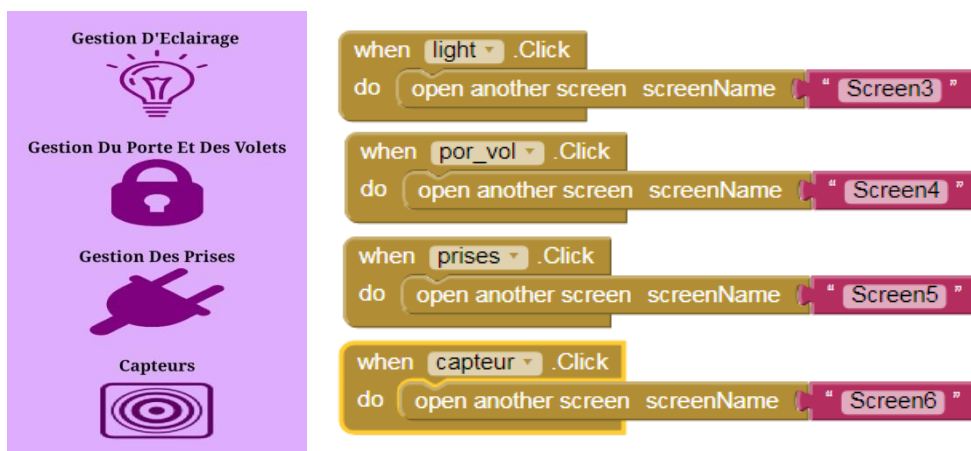 Gestion D'Eclairage
Gestion Du Porte Et Des Volets
Gestion Des Prises
Capteurs
when light .Click
do open another screen screenName " Screen3 "
when por_vol .Click
do open another screen screenName " Screen4 "
when prises .Click
do open another screen screenName " Screen5 "
when capteur .Click
do open another screen screenName " Screen6 "